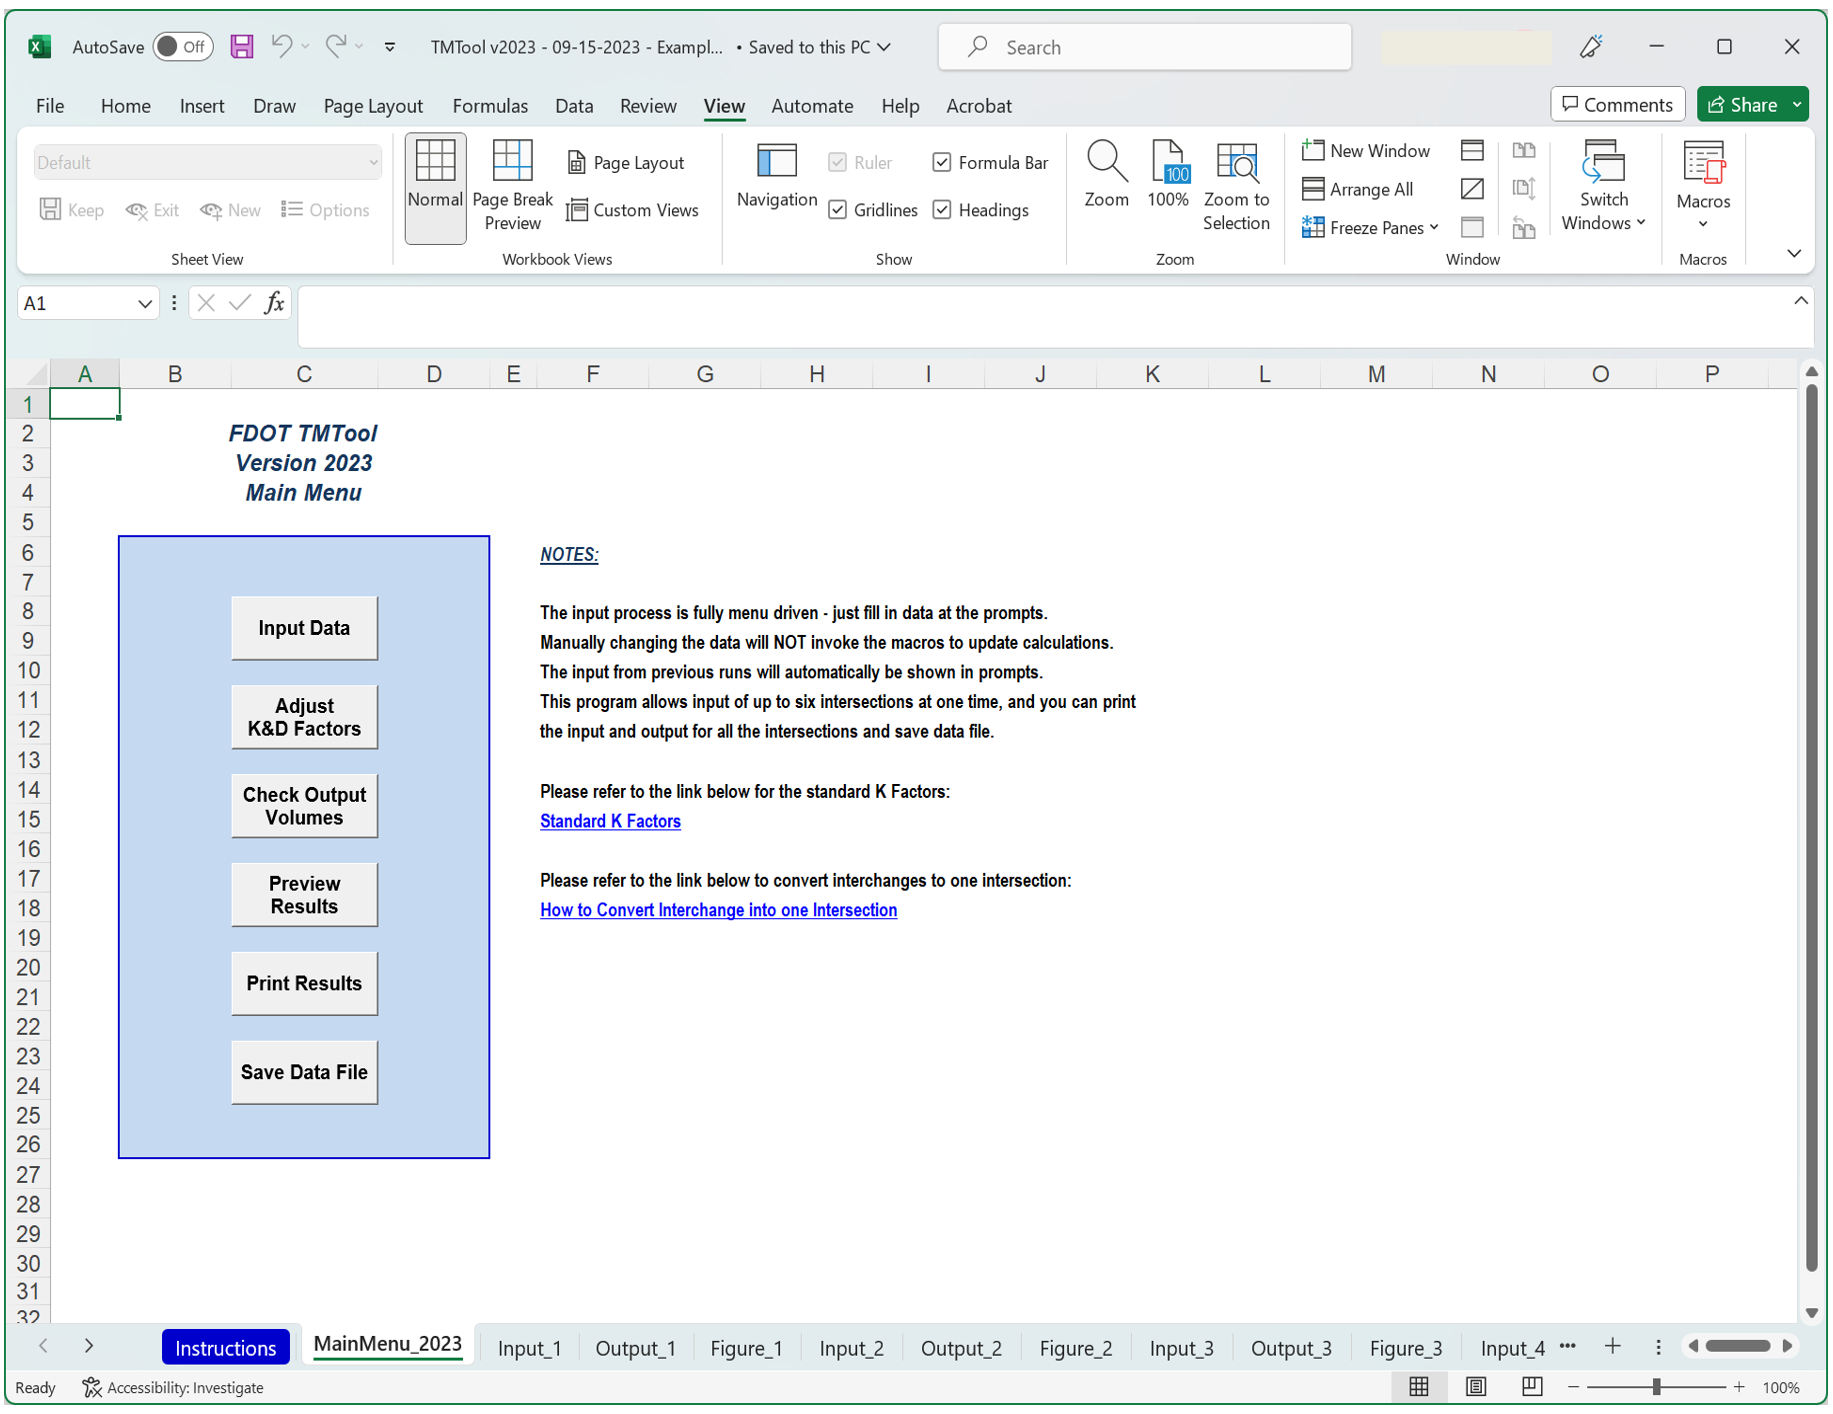 AutoSave Off TMTool v2023 - 09-15-2023 - Exampl... • Saved to this PC Search
File Home Insert Draw Page Layout Formulas Data Review View Automate Help Acrobat Comments Share
Default
Keep Exit New Options
Sheet View
Normal
Page Break Preview
Page Layout
Custom Views
Workbook Views
Navigation
Ruler Formula Bar
Gridlines Headings
Show
Zoom 100% Zoom to Selection
Zoom
New Window
Arrange All
Freeze Panes
Switch Windows
Window
Macros
Macros
A1 fx
A B C D E F G H I J K L M N O P
1
2
3
4
5
6
7
8
9
10
11
12
13
14
15
16
17
18
19
20
21
22
23
24
25
26
27
28
29
30
31
32
FDOT TMTool
Version 2023
Main Menu
Input Data
Adjust
K&D Factors
Check Output
Volumes
Preview
Results
Print Results
Save Data File
NOTES:
The input process is fully menu driven - just fill in data at the prompts.
Manually changing the data will NOT invoke the macros to update calculations.
The input from previous runs will automatically be shown in prompts.
This program allows input of up to six intersections at one time, and you can print
the input and output for all the intersections and save data file.
Please refer to the link below for the standard K Factors:
Standard K Factors
Please refer to the link below to convert interchanges to one intersection:
How to Convert Interchange into one Intersection
Instructions MainMenu_2023 Input_1 Output_1 Figure_1 Input_2 Output_2 Figure_2 Input_3 Output_3 Figure_3 Input_4 ...
Ready Accessibility: Investigate 100%